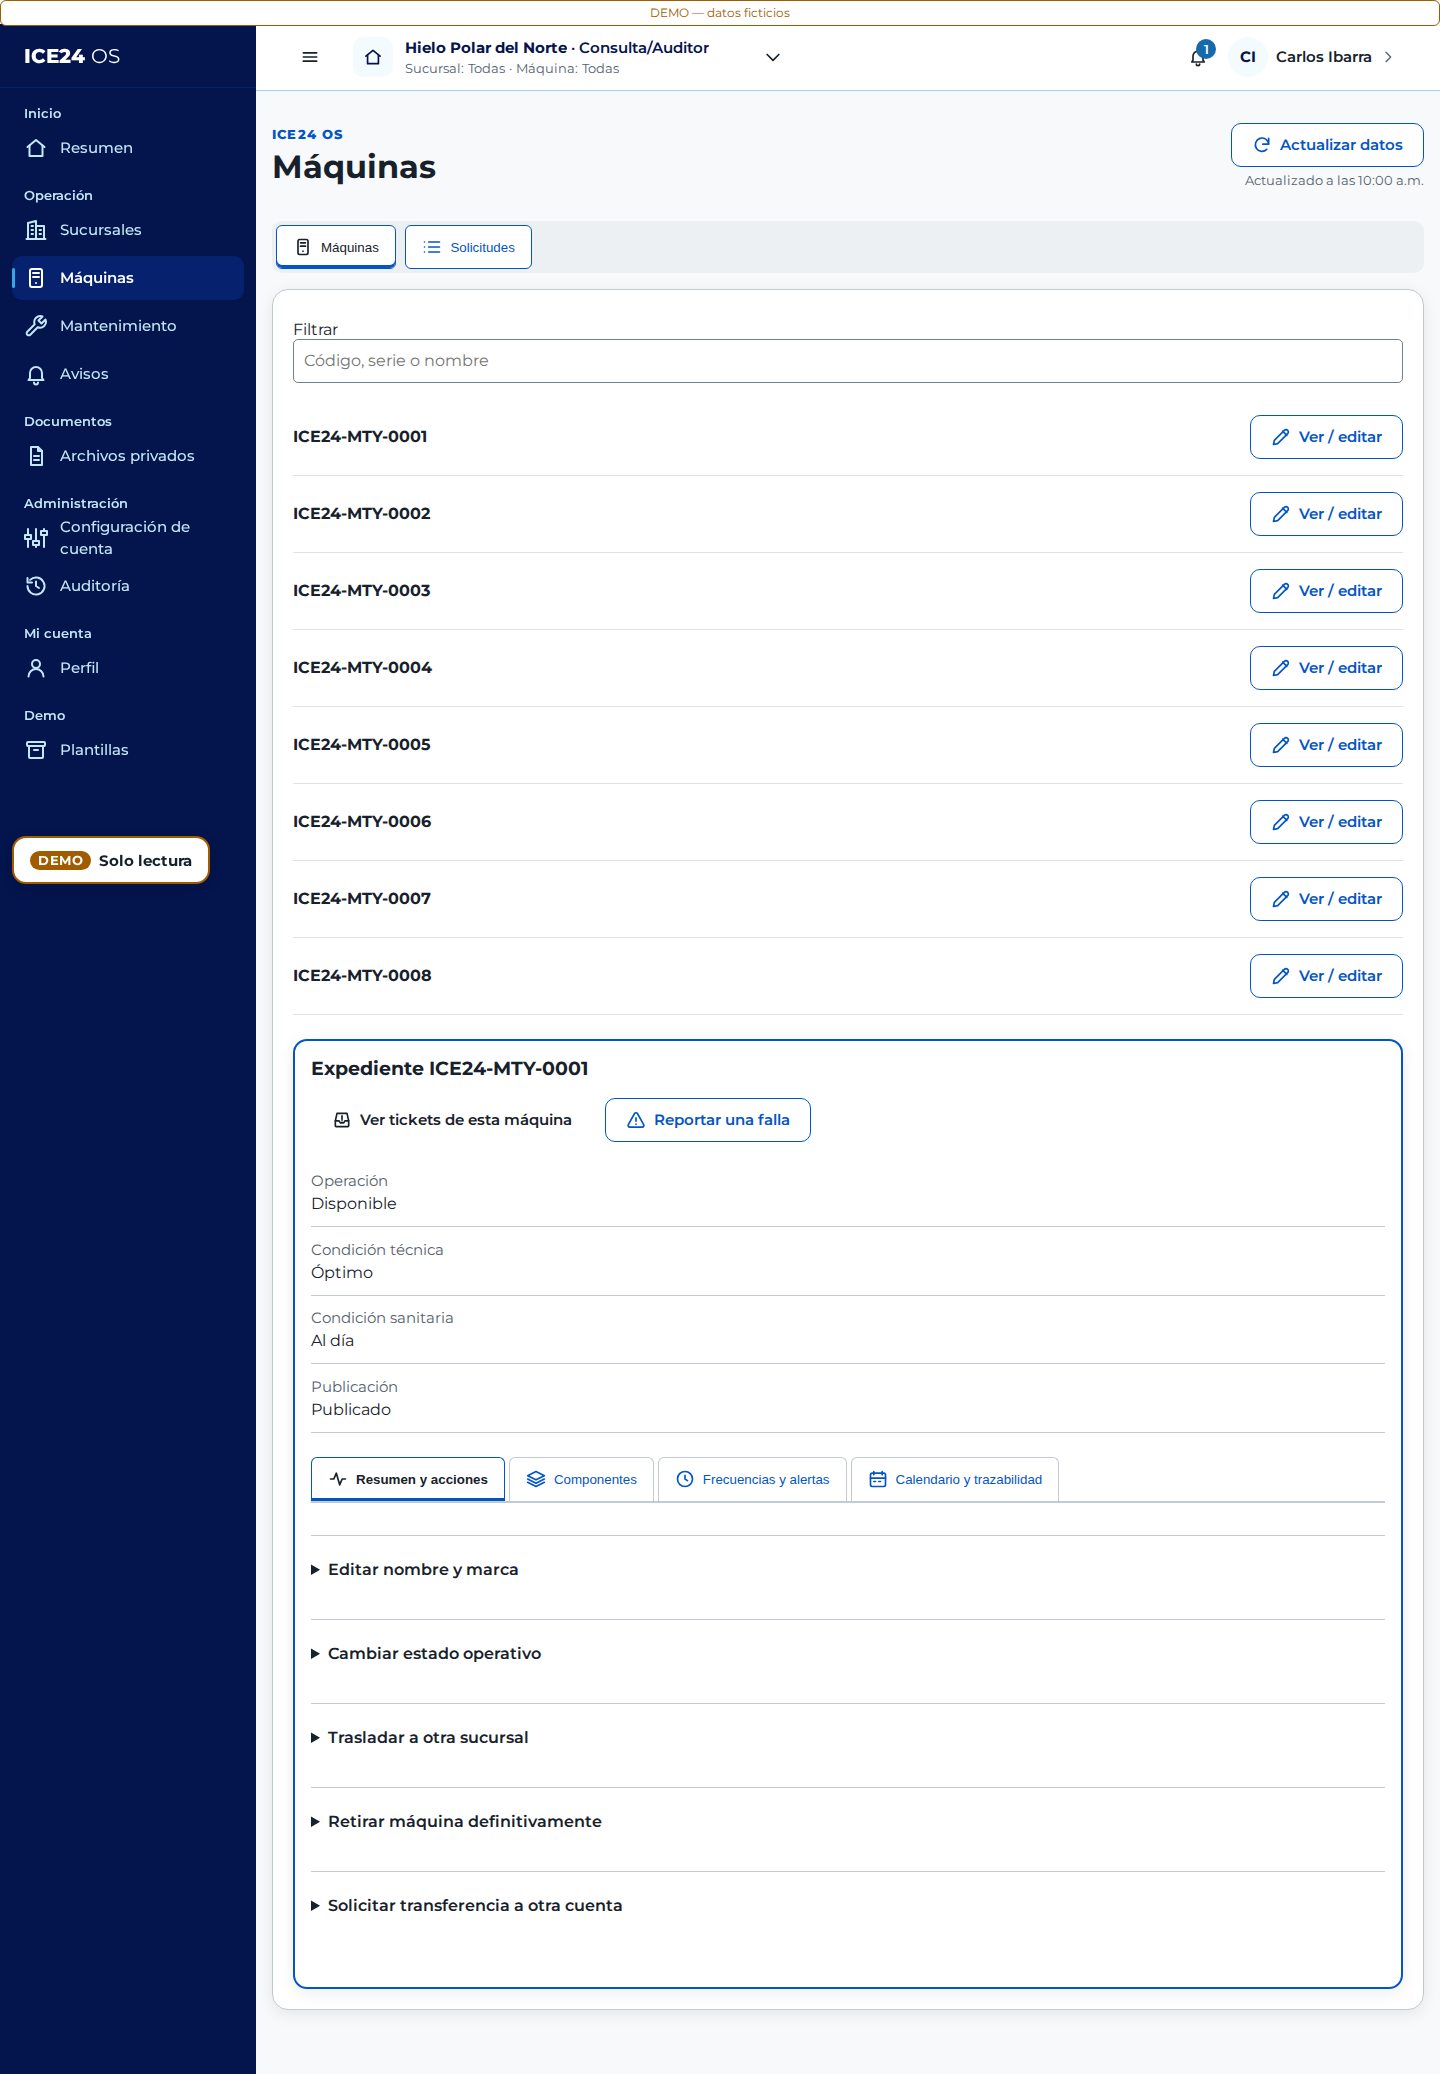 DEMO — datos ficticios
ICE24 OS
Inicio
Resumen
Operación
Sucursales
Máquinas
Mantenimiento
Avisos
Documentos
Archivos privados
Administración
Configuración de
cuenta
Auditoría
Mi cuenta
Perfil
Demo
Plantillas
DEMO Solo lectura
Hielo Polar del Norte · Consulta/Auditor
Sucursal: Todas · Máquina: Todas
1
CI
Carlos Ibarra
ICE24 OS
Máquinas
Actualizar datos
Actualizado a las 10:00 a.m.
Máquinas
Solicitudes
Filtrar
Código, serie o nombre
ICE24-MTY-0001 Ver / editar
ICE24-MTY-0002 Ver / editar
ICE24-MTY-0003 Ver / editar
ICE24-MTY-0004 Ver / editar
ICE24-MTY-0005 Ver / editar
ICE24-MTY-0006 Ver / editar
ICE24-MTY-0007 Ver / editar
ICE24-MTY-0008 Ver / editar
Expediente ICE24-MTY-0001
Ver tickets de esta máquina
Reportar una falla
Operación
Disponible
Condición técnica
Óptimo
Condición sanitaria
Al día
Publicación
Publicado
Resumen y acciones
Componentes
Frecuencias y alertas
Calendario y trazabilidad
Editar nombre y marca
Cambiar estado operativo
Trasladar a otra sucursal
Retirar máquina definitivamente
Solicitar transferencia a otra cuenta